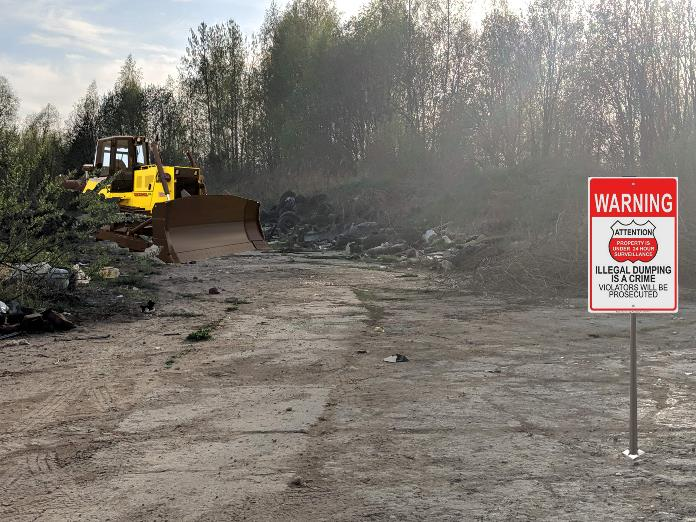 WARNING
ATTENTION
PROPERTY IS
UNDER 24 HOUR
SURVEILLANCE
ILLEGAL DUMPING
IS A CRIME
VIOLATORS WILL BE
PROSECUTED